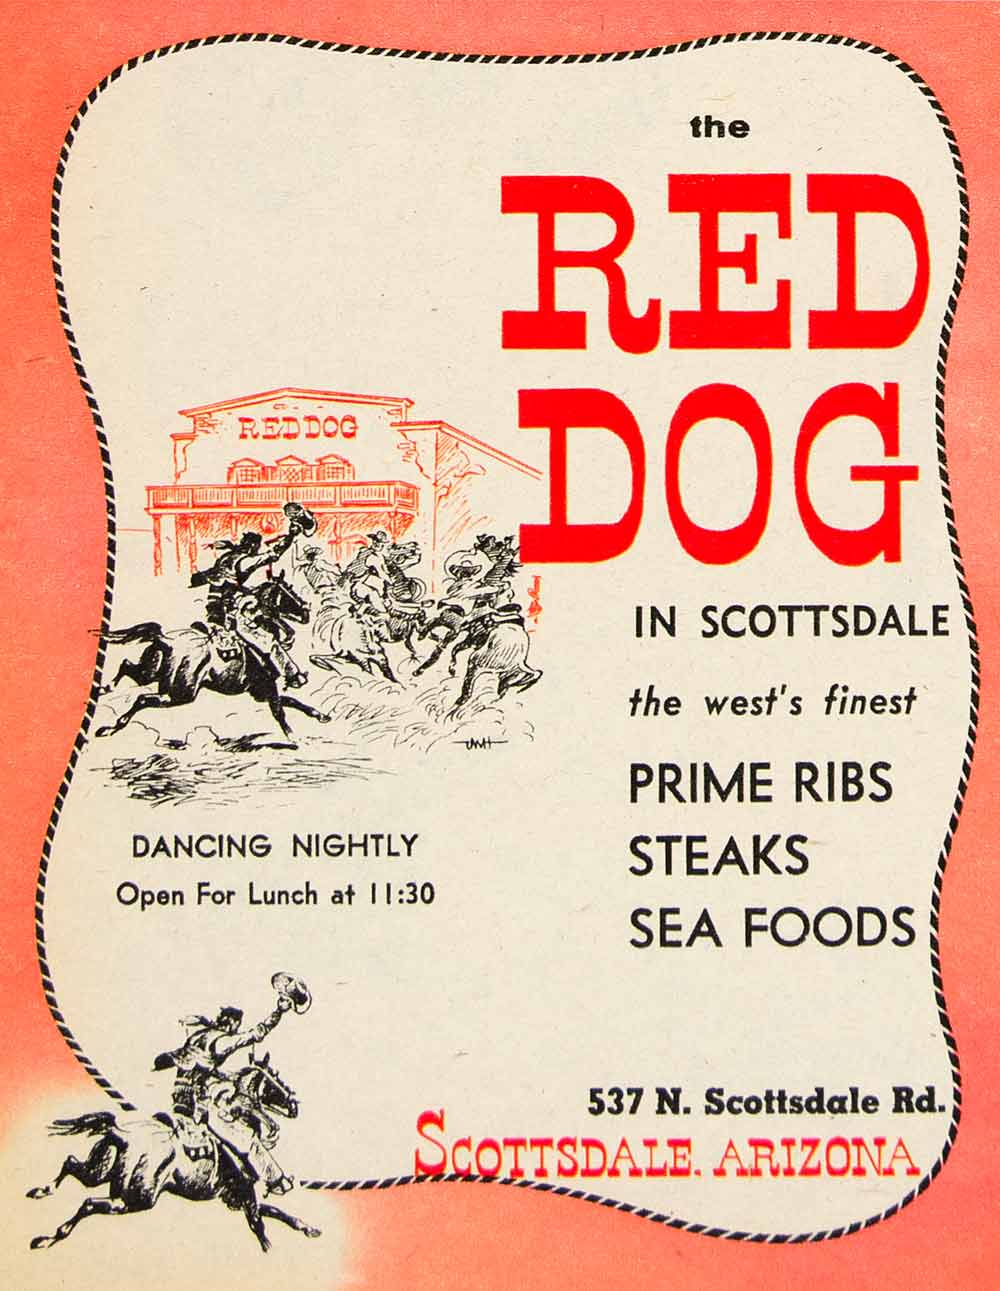 the
RED
DOG
RED DOG
IN SCOTTSDALE
the west's finest
PRIME RIBS
STEAKS
SEA FOODS
DANCING NIGHTLY
Open For Lunch at 11:30
537 N. Scottsdale Rd.
SCOTTSDALE, ARIZONA